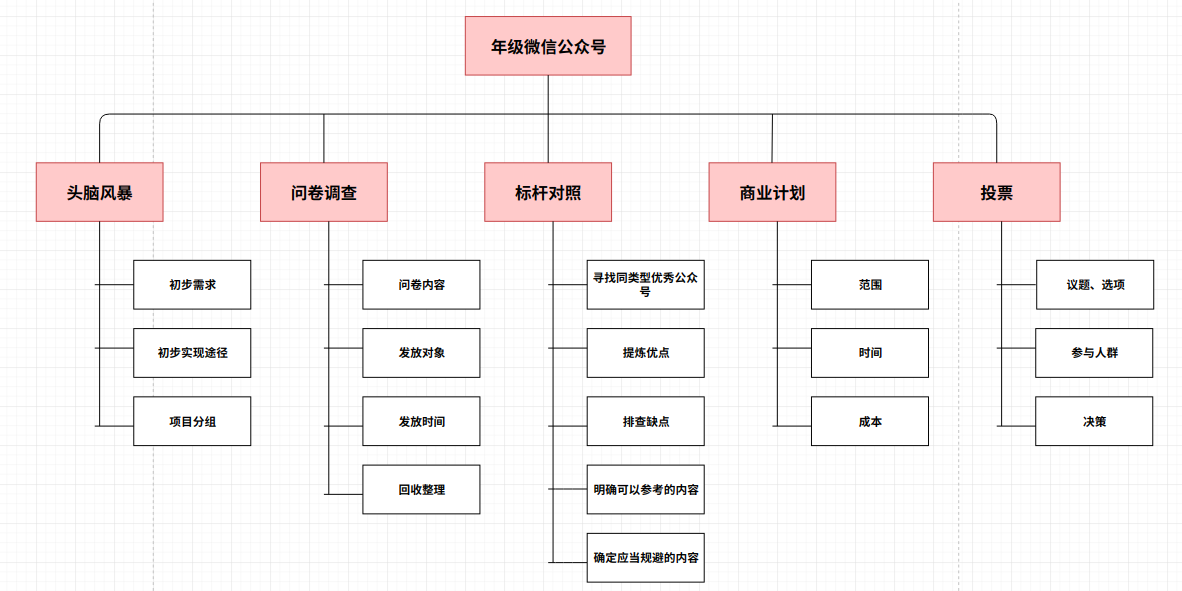 年级微信公众号
头脑风暴
问卷调查
标杆对照
商业计划
投票
初步需求
初步实现途径
项目分组
问卷内容
发放对象
发放时间
回收整理
寻找同类型优秀公众
号
提炼优点
排查缺点
明确可以参考的内容
确定应当规避的内容
范围
时间
成本
议题、选项
参与人群
决策